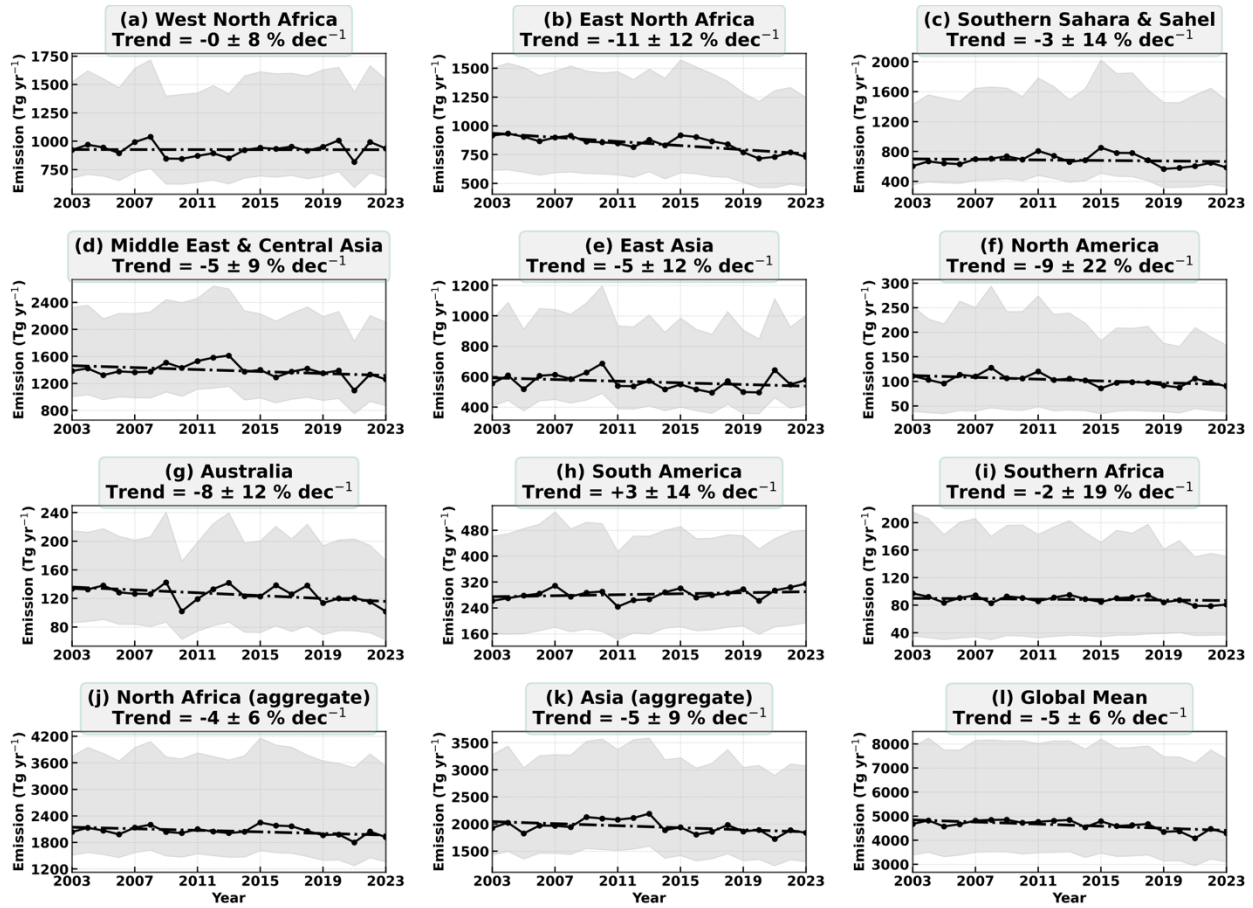 (a) West North Africa
Trend = -0 ± 8 % dec⁻¹
Emission (Tg yr⁻¹)
1750
1500
1250
1000
750
2003 2007 2011 2015 2019 2023
(b) East North Africa
Trend = -11 ± 12 % dec⁻¹
Emission (Tg yr⁻¹)
1500
1250
1000
750
500
2003 2007 2011 2015 2019 2023
(c) Southern Sahara & Sahel
Trend = -3 ± 14 % dec⁻¹
Emission (Tg yr⁻¹)
2000
1600
1200
800
400
2003 2007 2011 2015 2019 2023
(d) Middle East & Central Asia
Trend = -5 ± 9 % dec⁻¹
Emission (Tg yr⁻¹)
2400
2000
1600
1200
800
2003 2007 2011 2015 2019 2023
(e) East Asia
Trend = -5 ± 12 % dec⁻¹
Emission (Tg yr⁻¹)
1200
1000
800
600
400
2003 2007 2011 2015 2019 2023
(f) North America
Trend = -9 ± 22 % dec⁻¹
Emission (Tg yr⁻¹)
300
250
200
150
100
50
2003 2007 2011 2015 2019 2023
(g) Australia
Trend = -8 ± 12 % dec⁻¹
Emission (Tg yr⁻¹)
240
200
160
120
80
2003 2007 2011 2015 2019 2023
(h) South America
Trend = +3 ± 14 % dec⁻¹
Emission (Tg yr⁻¹)
480
400
320
240
160
2003 2007 2011 2015 2019 2023
(i) Southern Africa
Trend = -2 ± 19 % dec⁻¹
Emission (Tg yr⁻¹)
200
160
120
80
40
2003 2007 2011 2015 2019 2023
(j) North Africa (aggregate)
Trend = -4 ± 6 % dec⁻¹
Emission (Tg yr⁻¹)
4200
3600
3000
2400
1800
1200
2003 2007 2011 2015 2019 2023
Year
(k) Asia (aggregate)
Trend = -5 ± 9 % dec⁻¹
Emission (Tg yr⁻¹)
3500
3000
2500
2000
1500
2003 2007 2011 2015 2019 2023
Year
(l) Global Mean
Trend = -5 ± 6 % dec⁻¹
Emission (Tg yr⁻¹)
8000
7000
6000
5000
4000
3000
2003 2007 2011 2015 2019 2023
Year